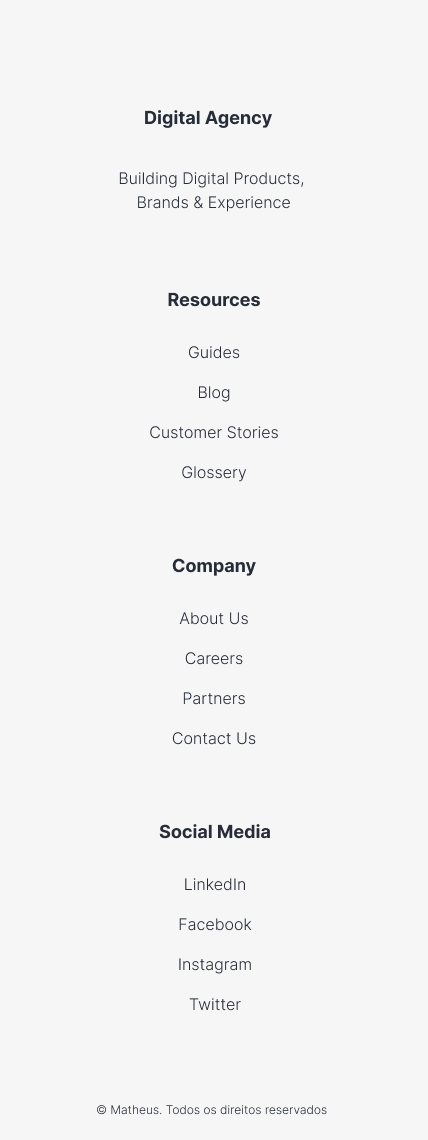 Digital Agency
Building Digital Products,
Brands & Experience
Resources
Guides
Blog
Customer Stories
Glossery
Company
About Us
Careers
Partners
Contact Us
Social Media
LinkedIn
Facebook
Instagram
Twitter
© Matheus. Todos os direitos reservados